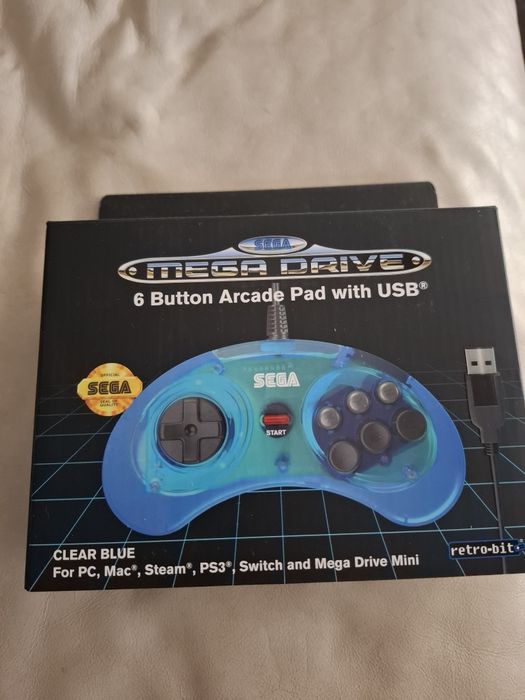 SEGA
MEGA DRIVE
6 Button Arcade Pad with USB®
SEGA
OFFICIAL
SEGA
SEAL OF
QUALITY
START
CLEAR BLUE
For PC, Mac®, Steam®, PS3®, Switch and Mega Drive Mini
retro-bit